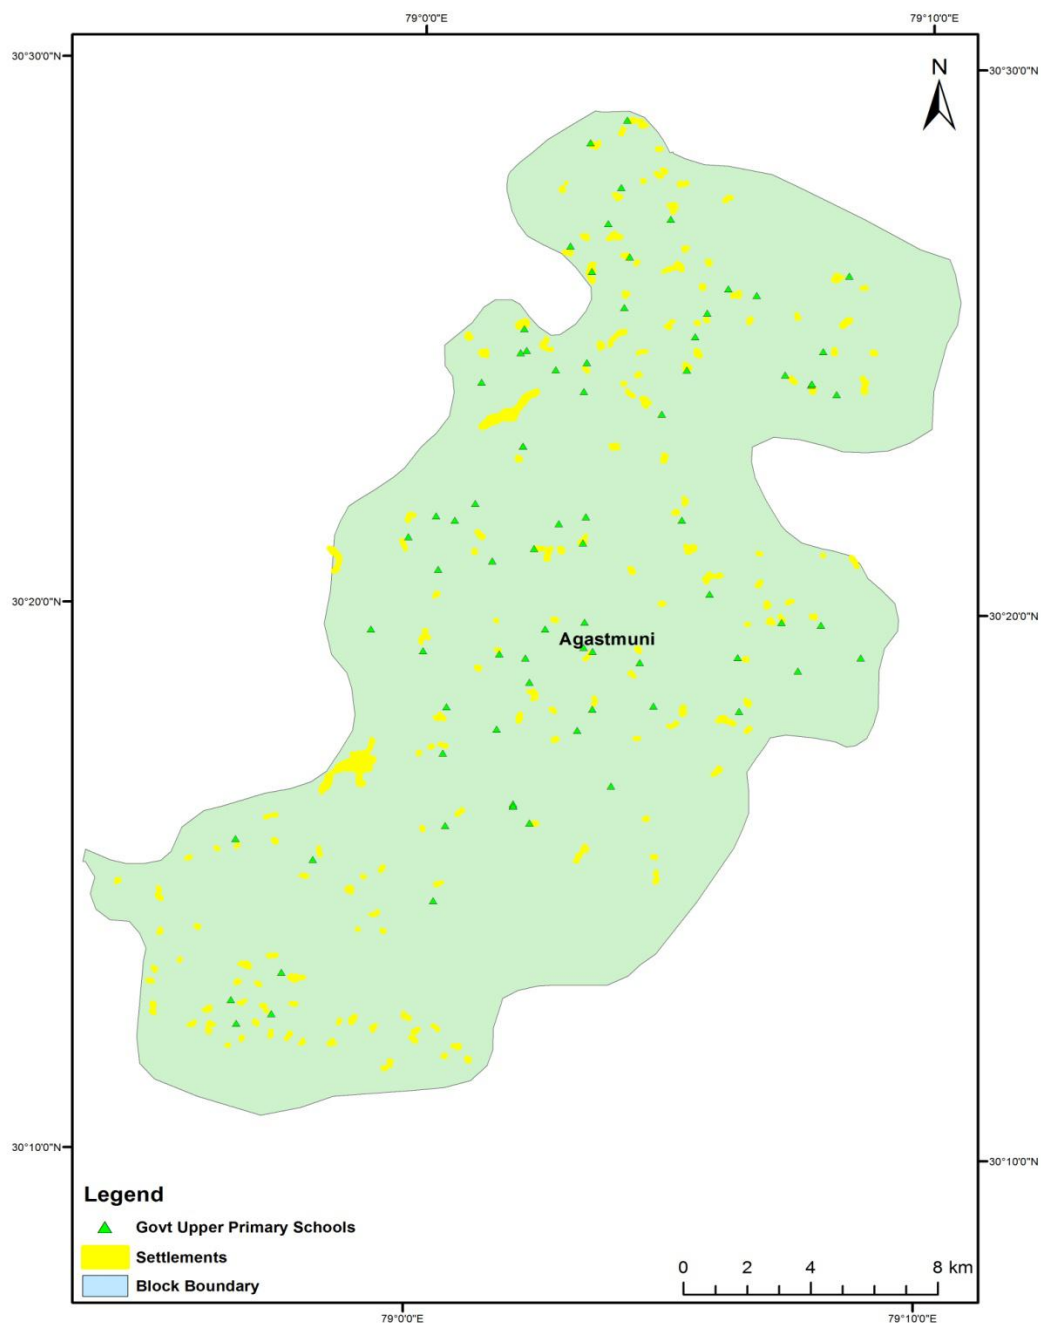 79°0'0"E 79°10'0"E
30°30'0"N 30°30'0"N
N
30°20'0"N 30°20'0"N
Agastmuni
30°10'0"N 30°10'0"N
Legend
Govt Upper Primary Schools
Settlements
Block Boundary
0 2 4 8 km
79°0'0"E 79°10'0"E